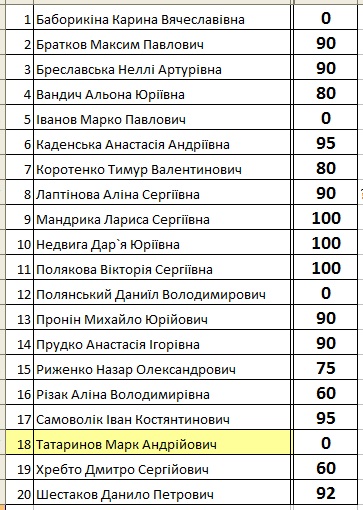 1 Баборикіна Карина Вячеславівна 0
2 Братков Максим Павлович 90
3 Бреславська Неллі Артурівна 90
4 Вандич Альона Юріївна 80
5 Іванов Марко Павлович 0
6 Каденська Анастасія Андріївна 95
7 Коротенко Тимур Валентинович 80
8 Лаптінова Аліна Сергіївна 90
9 Мандрика Лариса Сергіївна 100
10 Недвига Дар`я Юріївна 100
11 Полякова Вікторія Сергіївна 100
12 Полянський Даниїл Володимирович 0
13 Пронін Михайло Юрійович 90
14 Прудко Анастасія Ігорівна 90
15 Риженко Назар Олександрович 75
16 Різак Аліна Володимирівна 60
17 Самоволік Іван Костянтинович 95
18 Татаринов Марк Андрійович 0
19 Хребто Дмитро Сергійович 60
20 Шестаков Данило Петрович 92